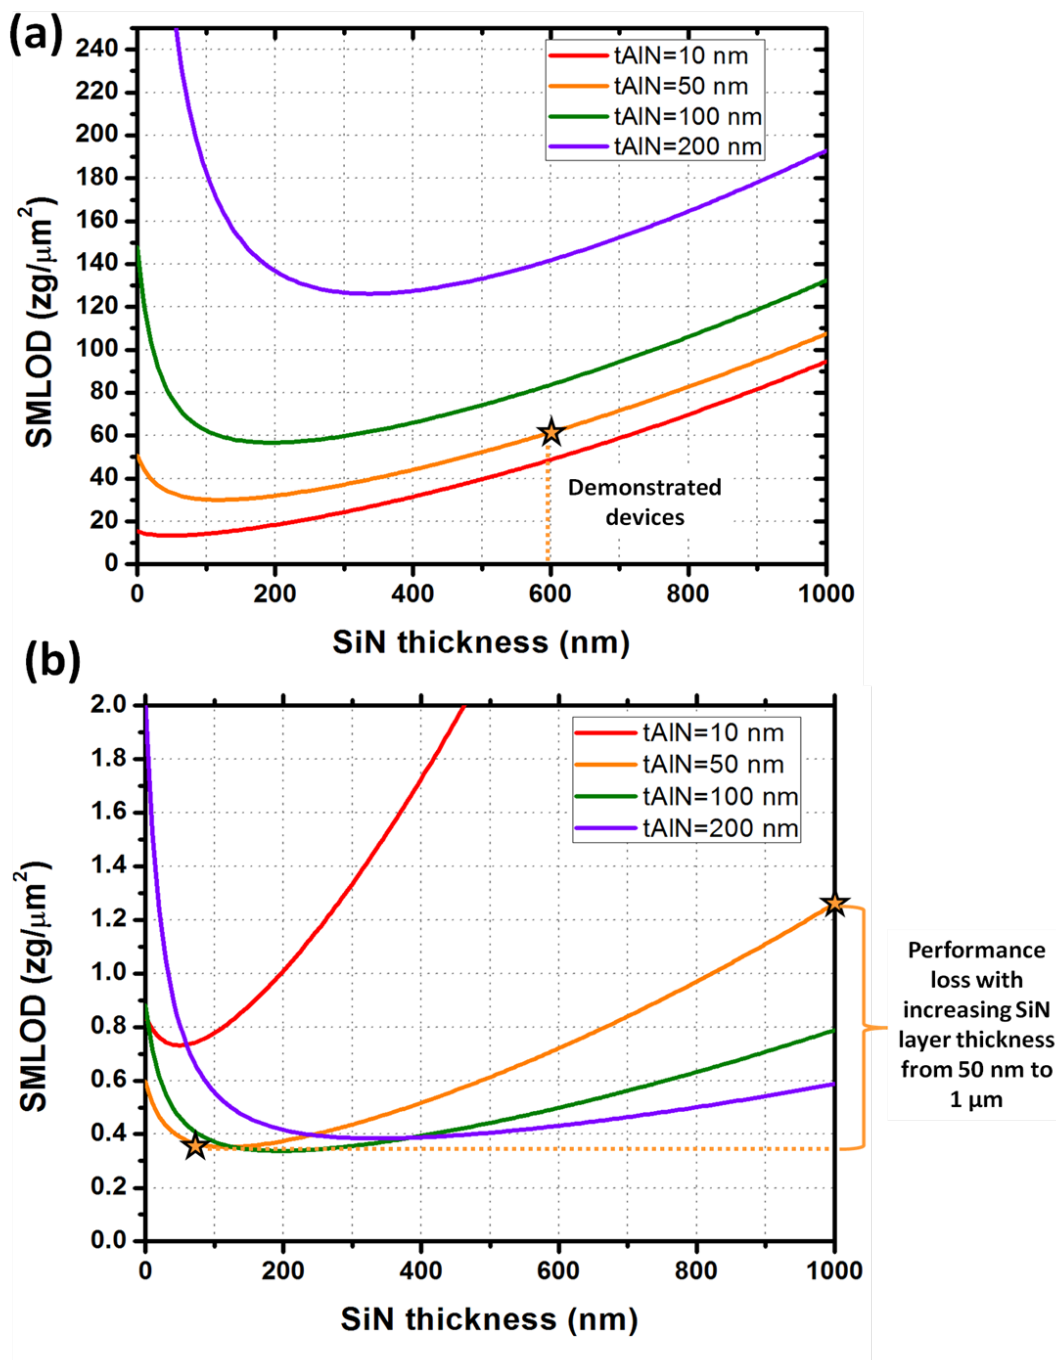 (a)
240
220
200
180
160
140
120
100
80
60
40
20
0
SMLOD (zg/μm²)
tAlN=10 nm
tAlN=50 nm
tAlN=100 nm
tAlN=200 nm
Demonstrated
devices
0 200 400 600 800 1000
SiN thickness (nm)
(b)
2.0
1.8
1.6
1.4
1.2
1.0
0.8
0.6
0.4
0.2
0.0
SMLOD (zg/μm²)
tAlN=10 nm
tAlN=50 nm
tAlN=100 nm
tAlN=200 nm
Performance
loss with
increasing SiN
layer thickness
from 50 nm to
1 μm
0 200 400 600 800 1000
SiN thickness (nm)